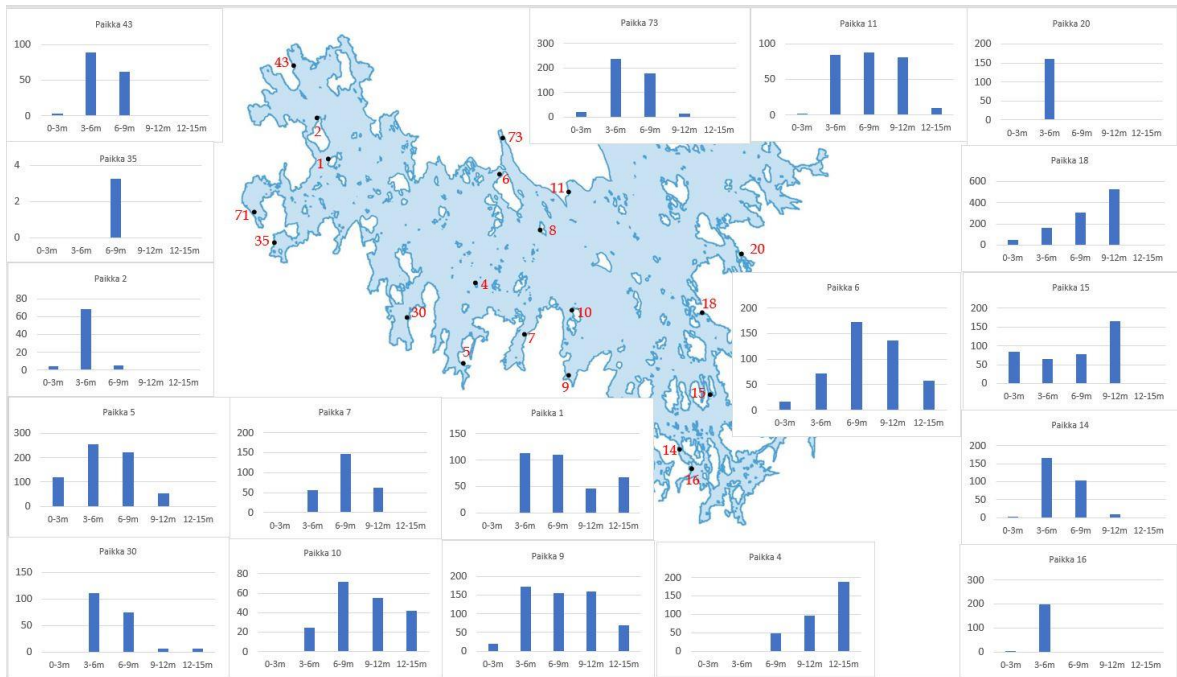 Paikka 43
100
50
0
0-3m 3-6m 6-9m 9-12m 12-15m
Paikka 73
300
200
100
0
0-3m 3-6m 6-9m 9-12m 12-15m
Paikka 11
100
50
0
0-3m 3-6m 6-9m 9-12m 12-15m
Paikka 20
200
150
100
50
0
0-3m 3-6m 6-9m 9-12m 12-15m
Paikka 35
4
2
0
0-3m 3-6m 6-9m 9-12m 12-15m
Paikka 18
600
400
200
0
0-3m 3-6m 6-9m 9-12m 12-15m
Paikka 2
80
60
40
20
0
0-3m 3-6m 6-9m 9-12m 12-15m
43
2
1
73
6
11
71
35
8
20
4
30
10
18
7
5
9
15
14
16
Paikka 6
200
150
100
50
0
0-3m 3-6m 6-9m 9-12m 12-15m
Paikka 15
200
150
100
50
0
0-3m 3-6m 6-9m 9-12m 12-15m
Paikka 5
300
200
100
0
0-3m 3-6m 6-9m 9-12m 12-15m
Paikka 7
200
150
100
50
0
0-3m 3-6m 6-9m 9-12m 12-15m
Paikka 1
150
100
50
0
0-3m 3-6m 6-9m 9-12m 12-15m
Paikka 14
200
150
100
50
0
0-3m 3-6m 6-9m 9-12m 12-15m
Paikka 30
150
100
50
0
0-3m 3-6m 6-9m 9-12m 12-15m
Paikka 10
80
60
40
20
0
0-3m 3-6m 6-9m 9-12m 12-15m
Paikka 9
200
150
100
50
0
0-3m 3-6m 6-9m 9-12m 12-15m
Paikka 4
200
150
100
50
0
0-3m 3-6m 6-9m 9-12m 12-15m
Paikka 16
300
200
100
0
0-3m 3-6m 6-9m 9-12m 12-15m